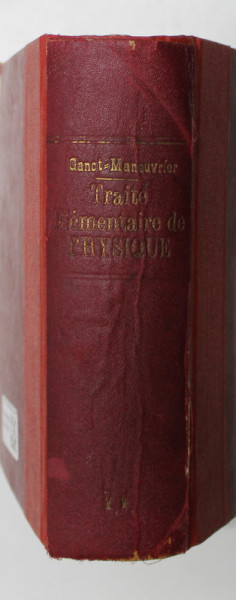 Ganot=Maneuvrier
Traité
Élémentaire de
PHYSIQUE